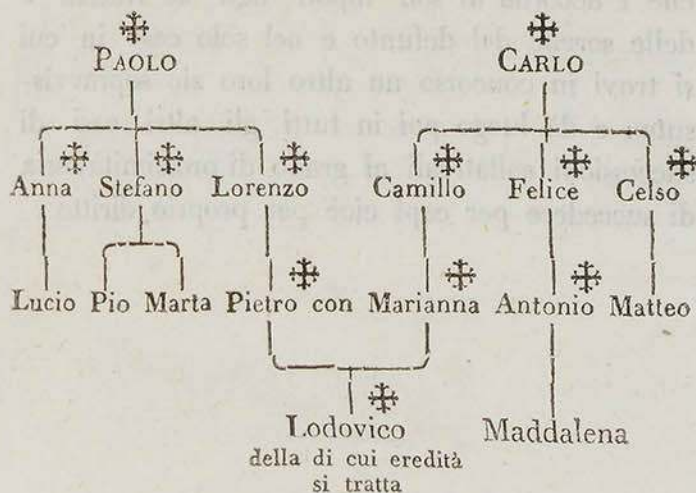 PAOLO CARLO
Anna Stefano Lorenzo Camillo Felice Celso
Lucio Pio Marta Pietro con Marianna Antonio Matteo
Lodovico Maddalena
della di cui eredità
si tratta